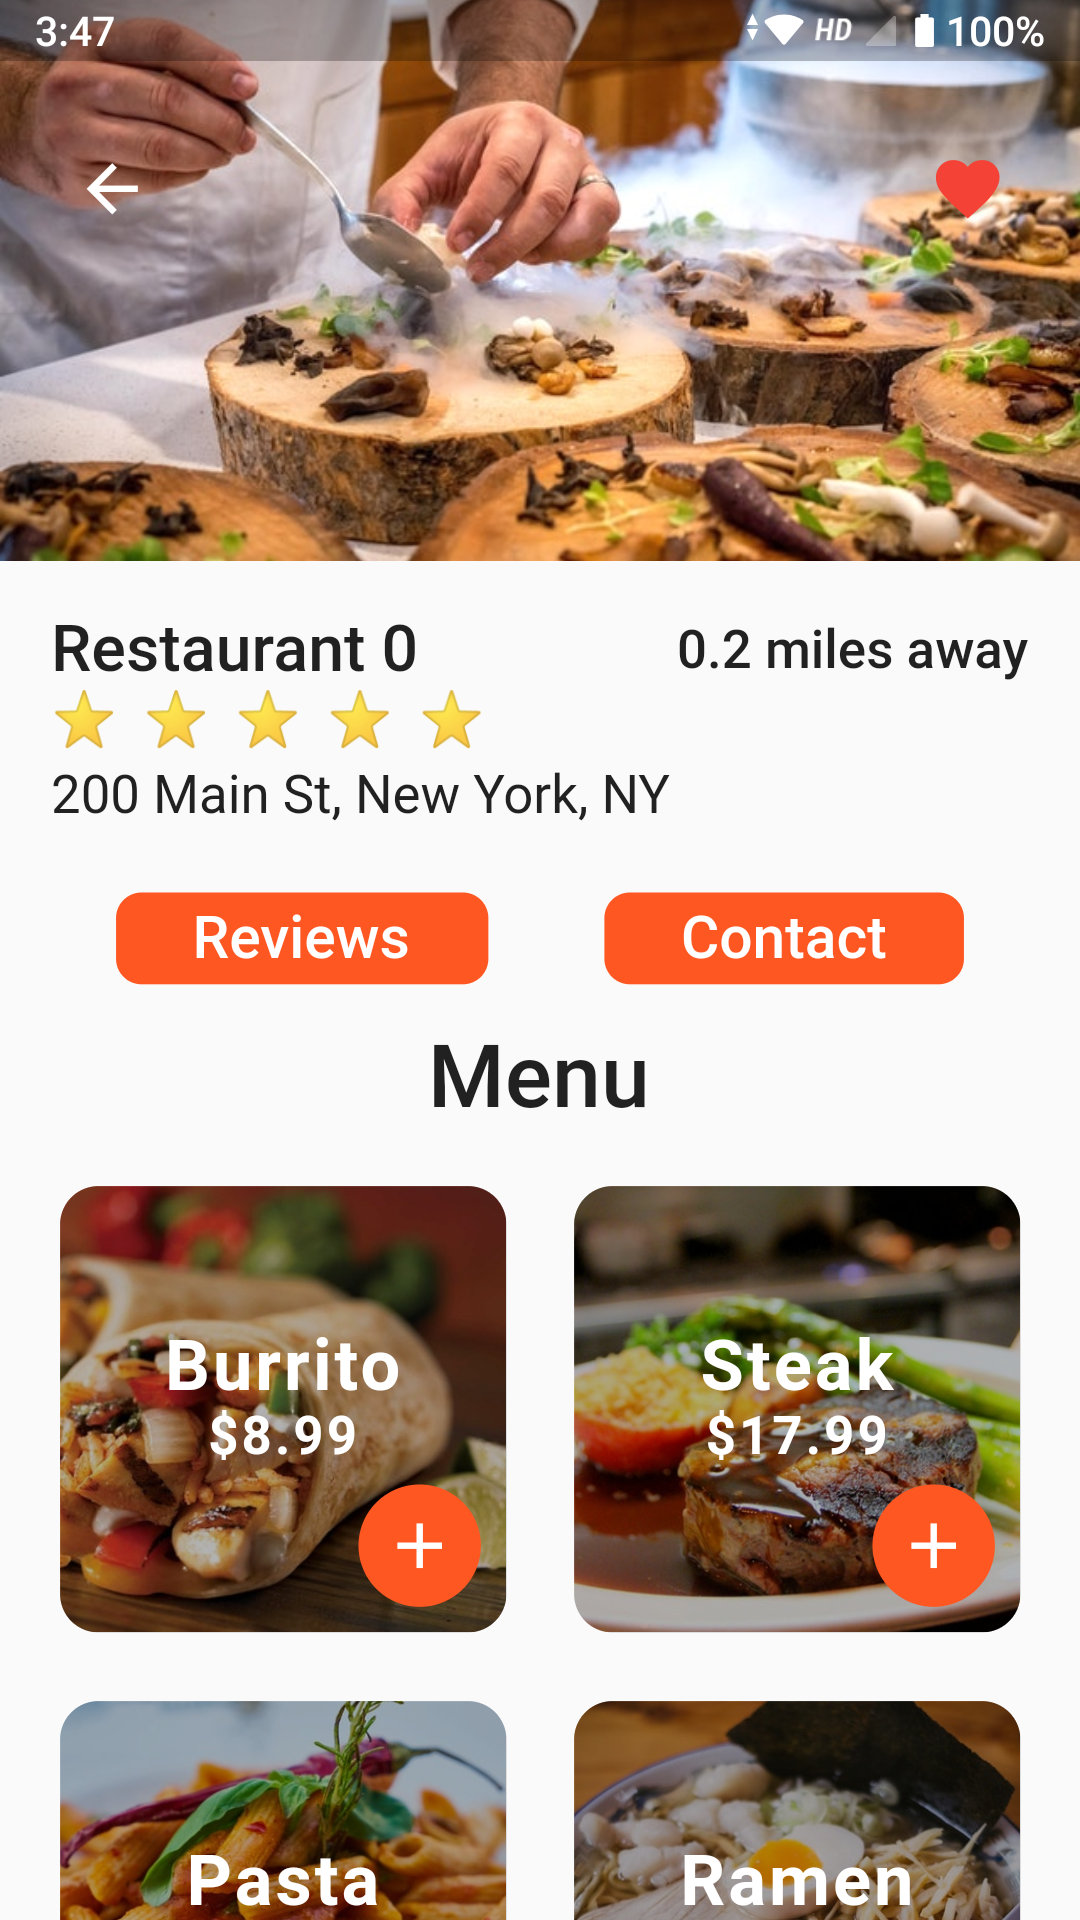 3:47 HD 100%
Restaurant 0 0.2 miles away
200 Main St, New York, NY
Reviews Contact
Menu
Burrito Steak
$8.99 $17.99
Pasta Ramen